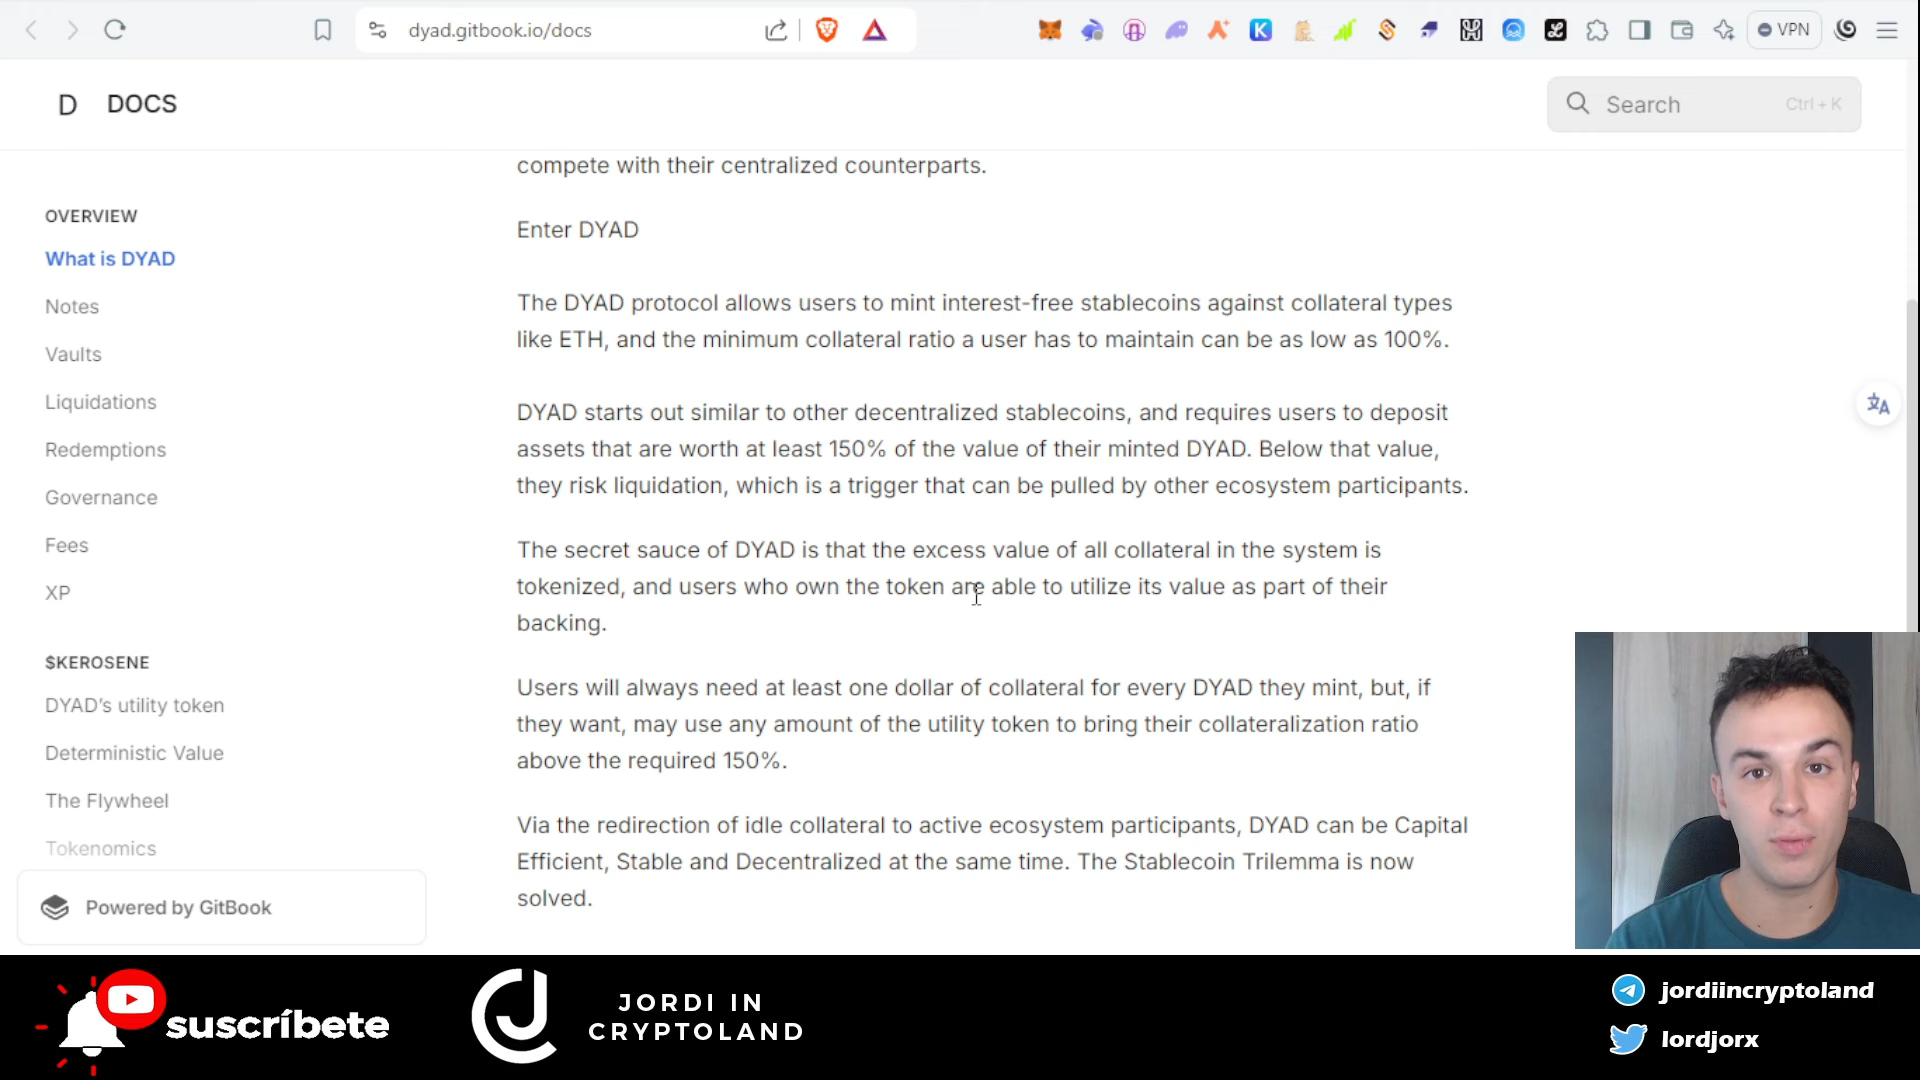 dyad.gitbook.io/docs
VPN
D DOCS
Search Ctrl + K
OVERVIEW
What is DYAD
Notes
Vaults
Liquidations
Redemptions
Governance
Fees
XP
$KEROSENE
DYAD's utility token
Deterministic Value
The Flywheel
Tokenomics
Powered by GitBook
compete with their centralized counterparts.
Enter DYAD
The DYAD protocol allows users to mint interest-free stablecoins against collateral types
like ETH, and the minimum collateral ratio a user has to maintain can be as low as 100%.
DYAD starts out similar to other decentralized stablecoins, and requires users to deposit
assets that are worth at least 150% of the value of their minted DYAD. Below that value,
they risk liquidation, which is a trigger that can be pulled by other ecosystem participants.
The secret sauce of DYAD is that the excess value of all collateral in the system is
tokenized, and users who own the token are able to utilize its value as part of their
backing.
Users will always need at least one dollar of collateral for every DYAD they mint, but, if
they want, may use any amount of the utility token to bring their collateralization ratio
above the required 150%.
Via the redirection of idle collateral to active ecosystem participants, DYAD can be Capital
Efficient, Stable and Decentralized at the same time. The Stablecoin Trilemma is now
solved.
suscríbete
JORDI IN
CRYPTOLAND
jordiincryptoland
lordjorx